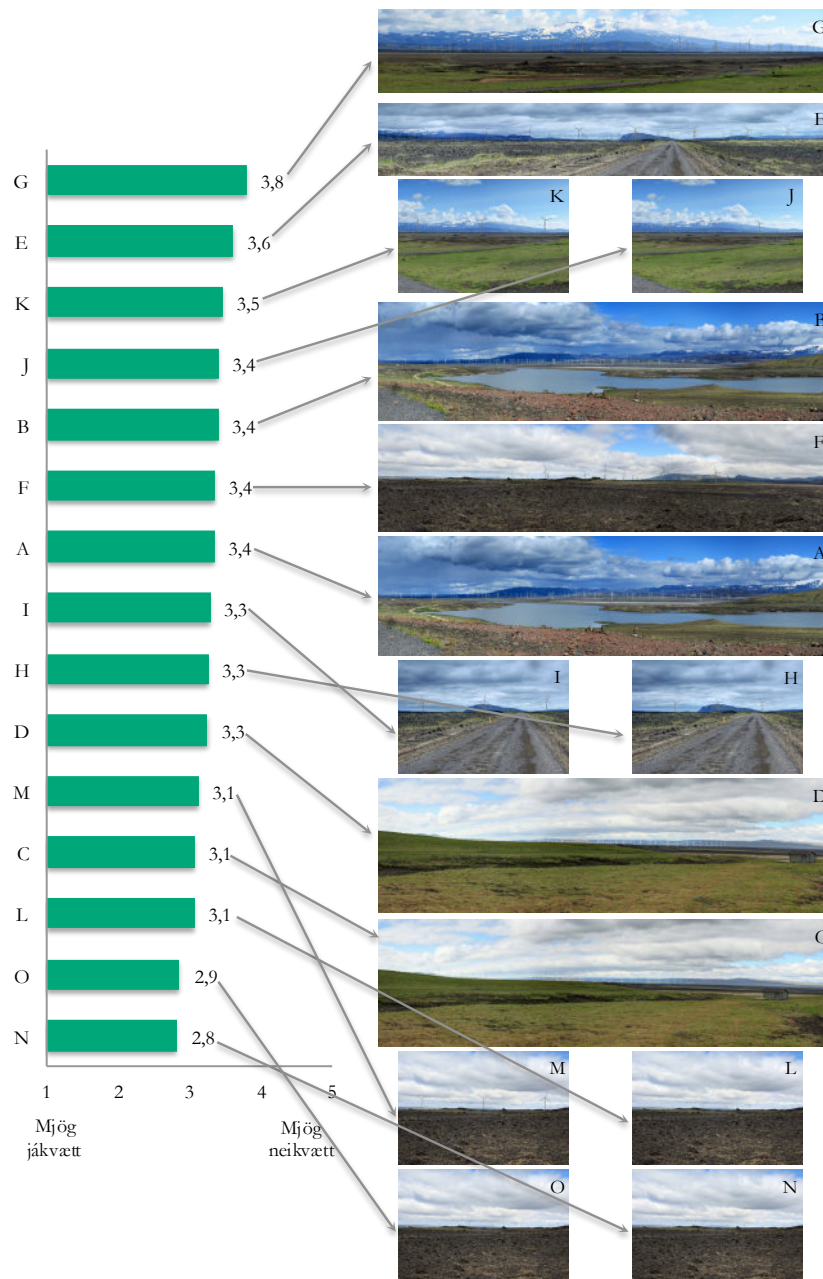 G 3,8
E 3,6
K 3,5
J 3,4
B 3,4
F 3,4
A 3,4
I 3,3
H 3,3
D 3,3
M 3,1
C 3,1
L 3,1
O 2,9
N 2,8
1 2 3 4 5
Mjög
jákvætt
Mjög
neikvætt
G
E
K J
B
F
A
I H
D
C
M L
O N